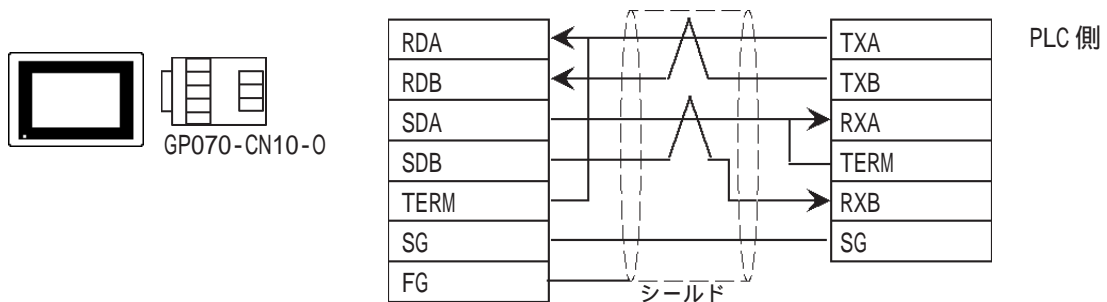 PLC 側
RDA
RDB
SDA
SDB
TERM
SG
FG
TXA
TXB
RXA
TERM
RXB
SG
GP070-CN10-O
シールド